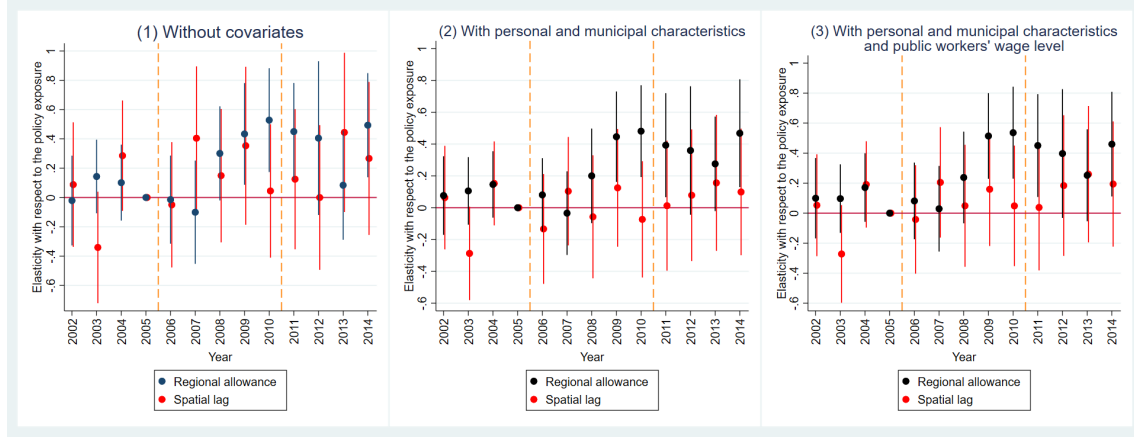 (1) Without covariates
Elasticity with respect to the policy exposure
1
.8
.6
.4
.2
0
-.2
-.4
-.6
2002 2003 2004 2005 2006 2007 2008 2009 2010 2011 2012 2013 2014
Year
Regional allowance
Spatial lag
(2) With personal and municipal characteristics
Elasticity with respect to the policy exposure
1
.8
.6
.4
.2
0
-.2
-.4
-.6
2002 2003 2004 2005 2006 2007 2008 2009 2010 2011 2012 2013 2014
Year
Regional allowance
Spatial lag
(3) With personal and municipal characteristics
and public workers' wage level
Elasticity with respect to the policy exposure
1
.8
.6
.4
.2
0
-.2
-.4
-.6
2002 2003 2004 2005 2006 2007 2008 2009 2010 2011 2012 2013 2014
Year
Regional allowance
Spatial lag